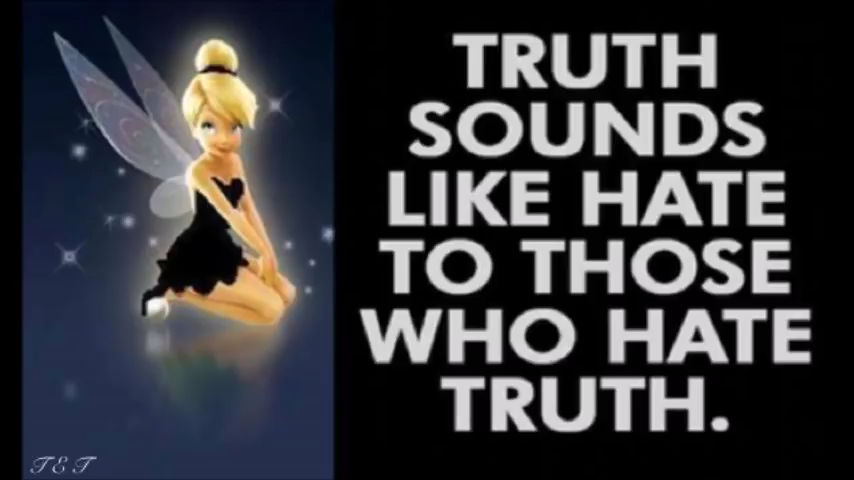 TRUTH
SOUNDS
LIKE HATE
TO THOSE
WHO HATE
TRUTH.
T&T